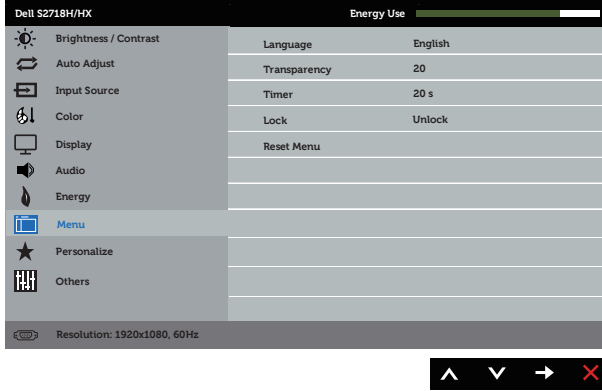 Dell S2718H/HX Energy Use
Brightness / Contrast
Auto Adjust
Input Source
Color
Display
Audio
Energy
Menu
Personalize
Others
Language English
Transparency 20
Timer 20 s
Lock Unlock
Reset Menu
Resolution: 1920x1080, 60Hz